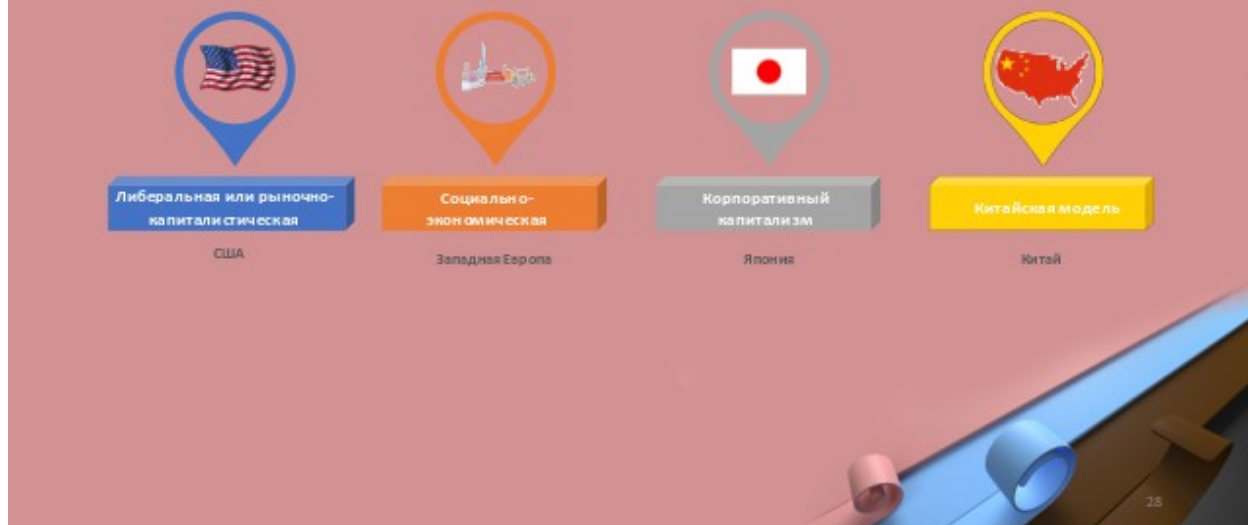 Либеральная или рыночно-
капиталистическая
Социально-
экономическая
Корпоративный
капитализм
Китайская модель
США
Западная Европа
Япония
Китай
28